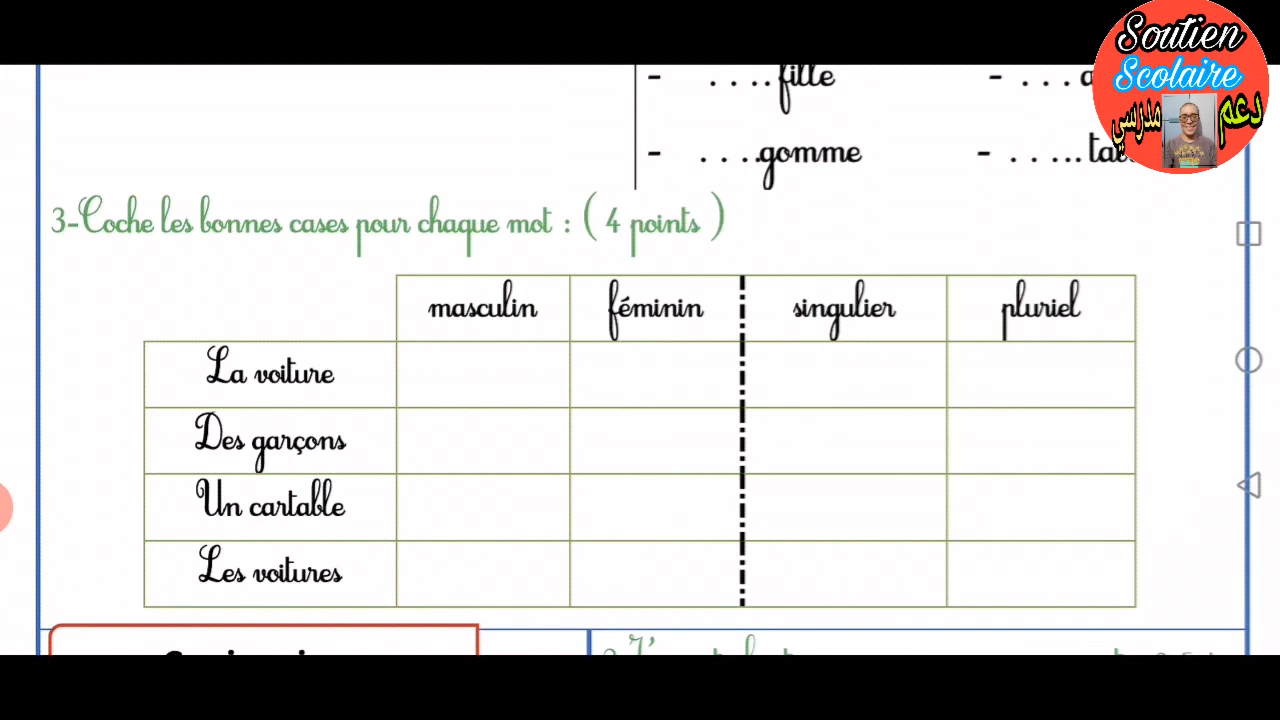 Soutien
Scolaire
دعم مدرسي
- ....fille - ...
- ....gomme - .....
3-Coche les bonnes cases pour chaque mot : ( 4 points )
masculin féminin singulier pluriel
La voiture
Des garçons
Un cartable
Les voitures